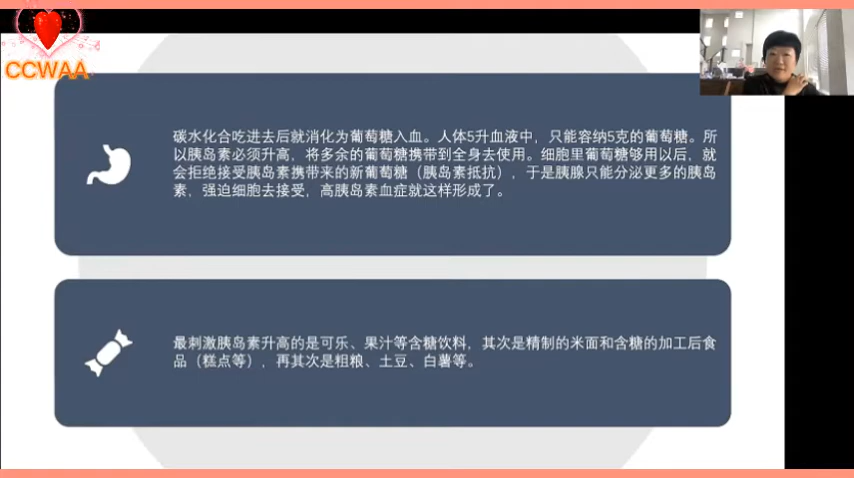 CCWAA
碳水化合吃进去后就消化为葡萄糖入血。人体5升血液中，只能容纳5克的葡萄糖。所
以胰岛素必须升高，将多余的葡萄糖携带到全身去使用。细胞里葡萄糖够用以后，就
会拒绝接受胰岛素携带来的新葡萄糖（胰岛素抵抗），于是胰腺只能分泌更多的胰岛
素，强迫细胞去接受，高胰岛素血症就这样形成了。
最刺激胰岛素升高的是可乐、果汁等含糖饮料，其次是精制的米面和含糖的加工后食
品（糕点等），再其次是粗粮、土豆、白薯等。